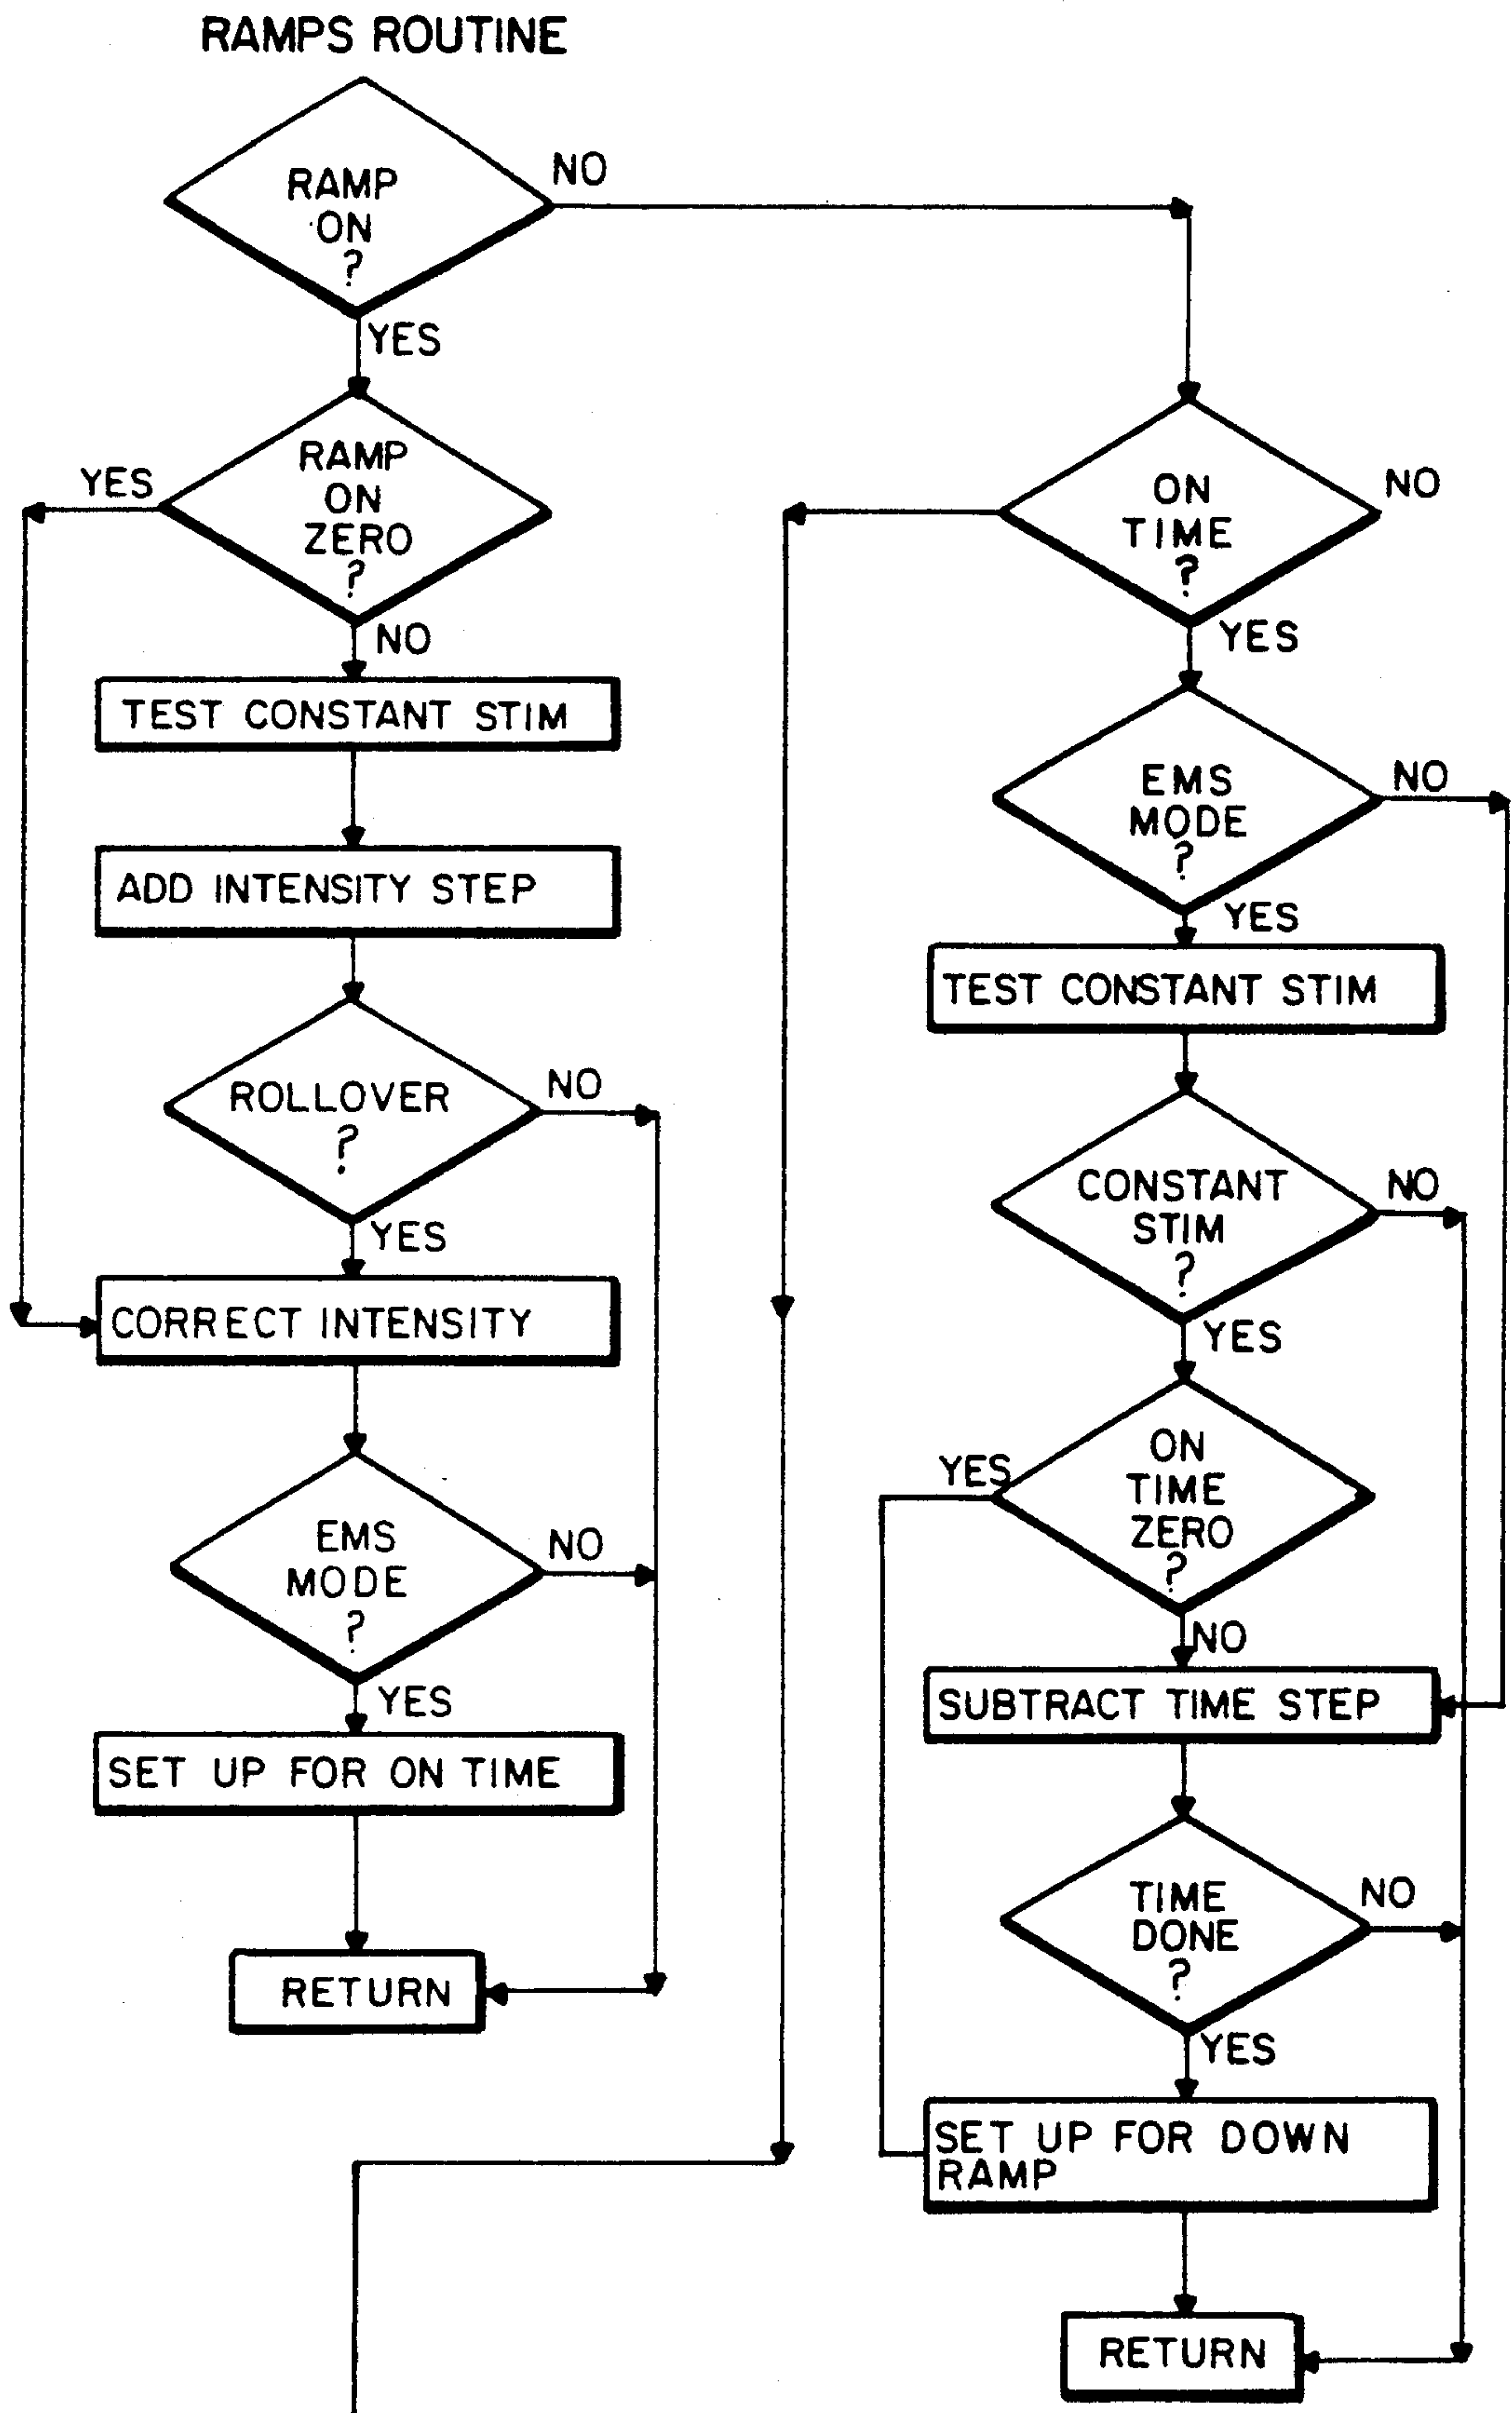 RAMPS ROUTINE
RAMP
ON
?
NO
YES
RAMP
ON
ZERO
?
YES
NO
TEST CONSTANT STIM
ADD INTENSITY STEP
ROLLOVER
?
NO
YES
CORRECT INTENSITY
EMS
MODE
?
NO
YES
SET UP FOR ON TIME
RETURN
ON
TIME
?
NO
YES
EMS
MODE
?
NO
YES
TEST CONSTANT STIM
CONSTANT
STIM
?
NO
YES
ON
TIME
ZERO
?
YES
NO
SUBTRACT TIME STEP
TIME
DONE
?
NO
YES
SET UP FOR DOWN
RAMP
RETURN